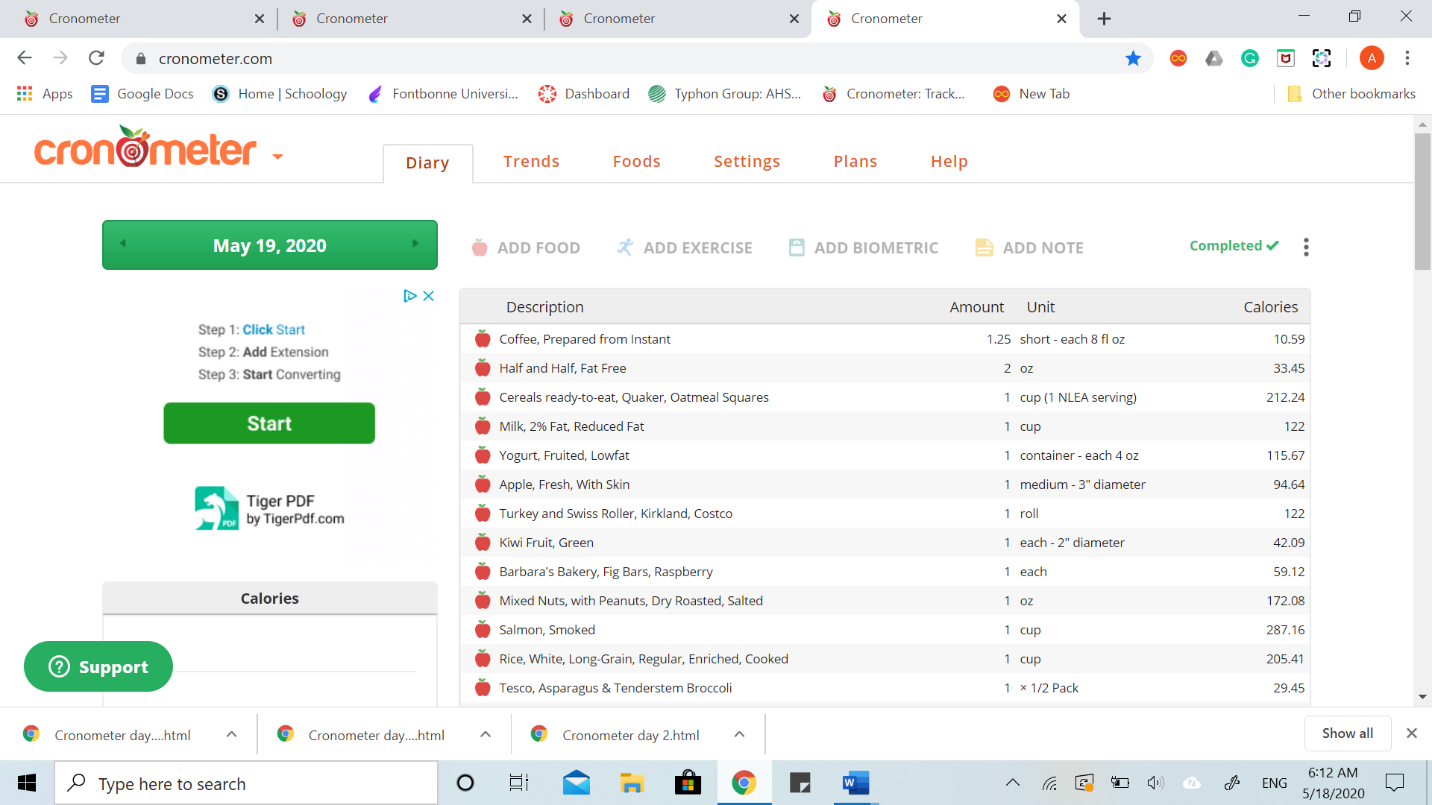 Cronometer Cronometer Cronometer Cronometer
cronometer.com A
Apps Google Docs Home | Schoology Fontbonne Universi... Dashboard Typhon Group: AHS... Cronometer: Track... New Tab Other bookmarks
cronometer Diary Trends Foods Settings Plans Help
May 19, 2020 ADD FOOD ADD EXERCISE ADD BIOMETRIC ADD NOTE Completed
Step 1: Click Start
Step 2: Add Extension
Step 3: Start Converting
Start
Tiger PDF
by TigerPdf.com
PDF
Calories
Support
Description Amount Unit Calories
Coffee, Prepared from Instant 1.25 short - each 8 fl oz 10.59
Half and Half, Fat Free 2 oz 33.45
Cereals ready-to-eat, Quaker, Oatmeal Squares 1 cup (1 NLEA serving) 212.24
Milk, 2% Fat, Reduced Fat 1 cup 122
Yogurt, Fruited, Lowfat 1 container - each 4 oz 115.67
Apple, Fresh, With Skin 1 medium - 3" diameter 94.64
Turkey and Swiss Roller, Kirkland, Costco 1 roll 122
Kiwi Fruit, Green 1 each - 2" diameter 42.09
Barbara's Bakery, Fig Bars, Raspberry 1 each 59.12
Mixed Nuts, with Peanuts, Dry Roasted, Salted 1 oz 172.08
Salmon, Smoked 1 cup 287.16
Rice, White, Long-Grain, Regular, Enriched, Cooked 1 cup 205.41
Tesco, Asparagus & Tenderstem Broccoli 1 × 1/2 Pack 29.45
Cronometer day....html Cronometer day....html Cronometer day 2.html Show all
Type here to search ENG 6:12 AM
5/18/2020